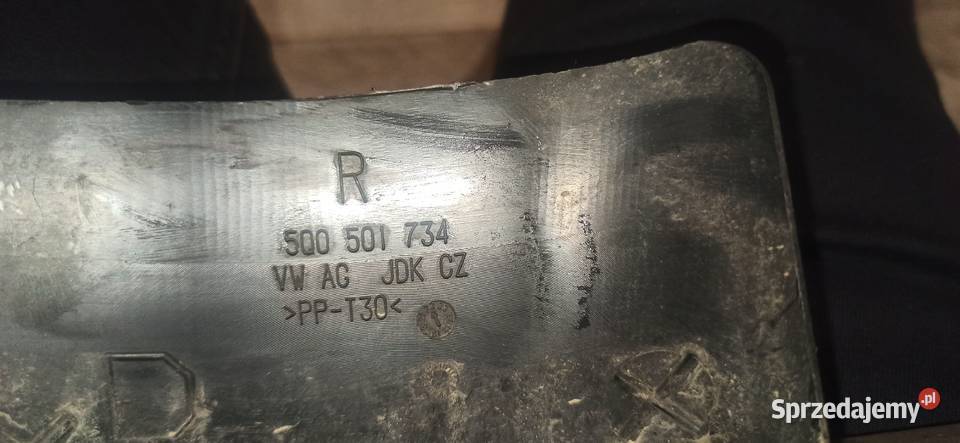 R
5Q0 501 734
VW AG JDK CZ
>PP-T30<
D
Sprzedajemy.pl